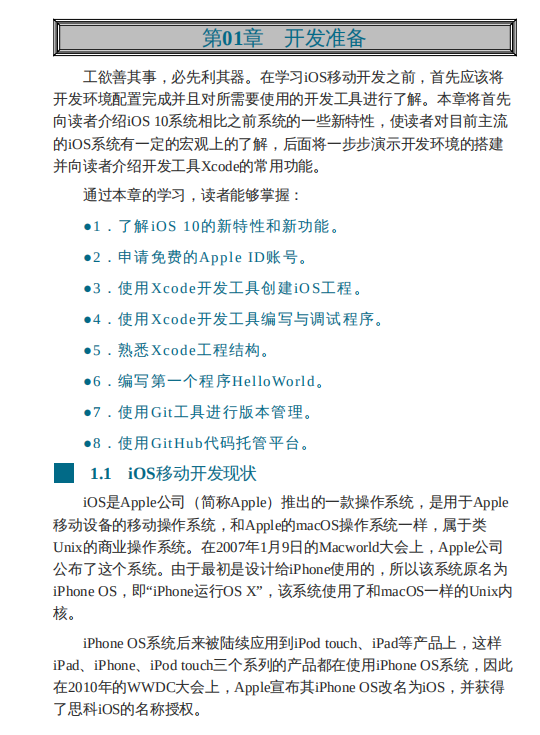 第01章 开发准备
工欲善其事，必先利其器。在学习iOS移动开发之前，首先应该将
开发环境配置完成并且对所需要使用的开发工具进行了解。本章将首先
向读者介绍iOS 10系统相比之前系统的一些新特性，使读者对目前主流
的iOS系统有一定的宏观上的了解，后面将一步步演示开发环境的搭建
并向读者介绍开发工具Xcode的常用功能。
通过本章的学习，读者能够掌握：
●1．了解iOS 10的新特性和新功能。
●2．申请免费的Apple ID账号。
●3．使用Xcode开发工具创建iOS工程。
●4．使用Xcode开发工具编写与调试程序。
●5．熟悉Xcode工程结构。
●6．编写第一个程序HelloWorld。
●7．使用Git工具进行版本管理。
●8．使用GitHub代码托管平台。
1.1 iOS移动开发现状
iOS是Apple公司（简称Apple）推出的一款操作系统，是用于Apple
移动设备的移动操作系统，和Apple的macOS操作系统一样，属于类
Unix的商业操作系统。在2007年1月9日的Macworld大会上，Apple公司
公布了这个系统。由于最初是设计给iPhone使用的，所以该系统原名为
iPhone OS，即“iPhone运行OS X”，该系统使用了和macOS一样的Unix内
核。
iPhone OS系统后来被陆续应用到iPod touch、iPad等产品上，这样
iPad、iPhone、iPod touch三个系列的产品都在使用iPhone OS系统，因此
在2010年的WWDC大会上，Apple宣布其iPhone OS改名为iOS，并获得
了思科iOS的名称授权。